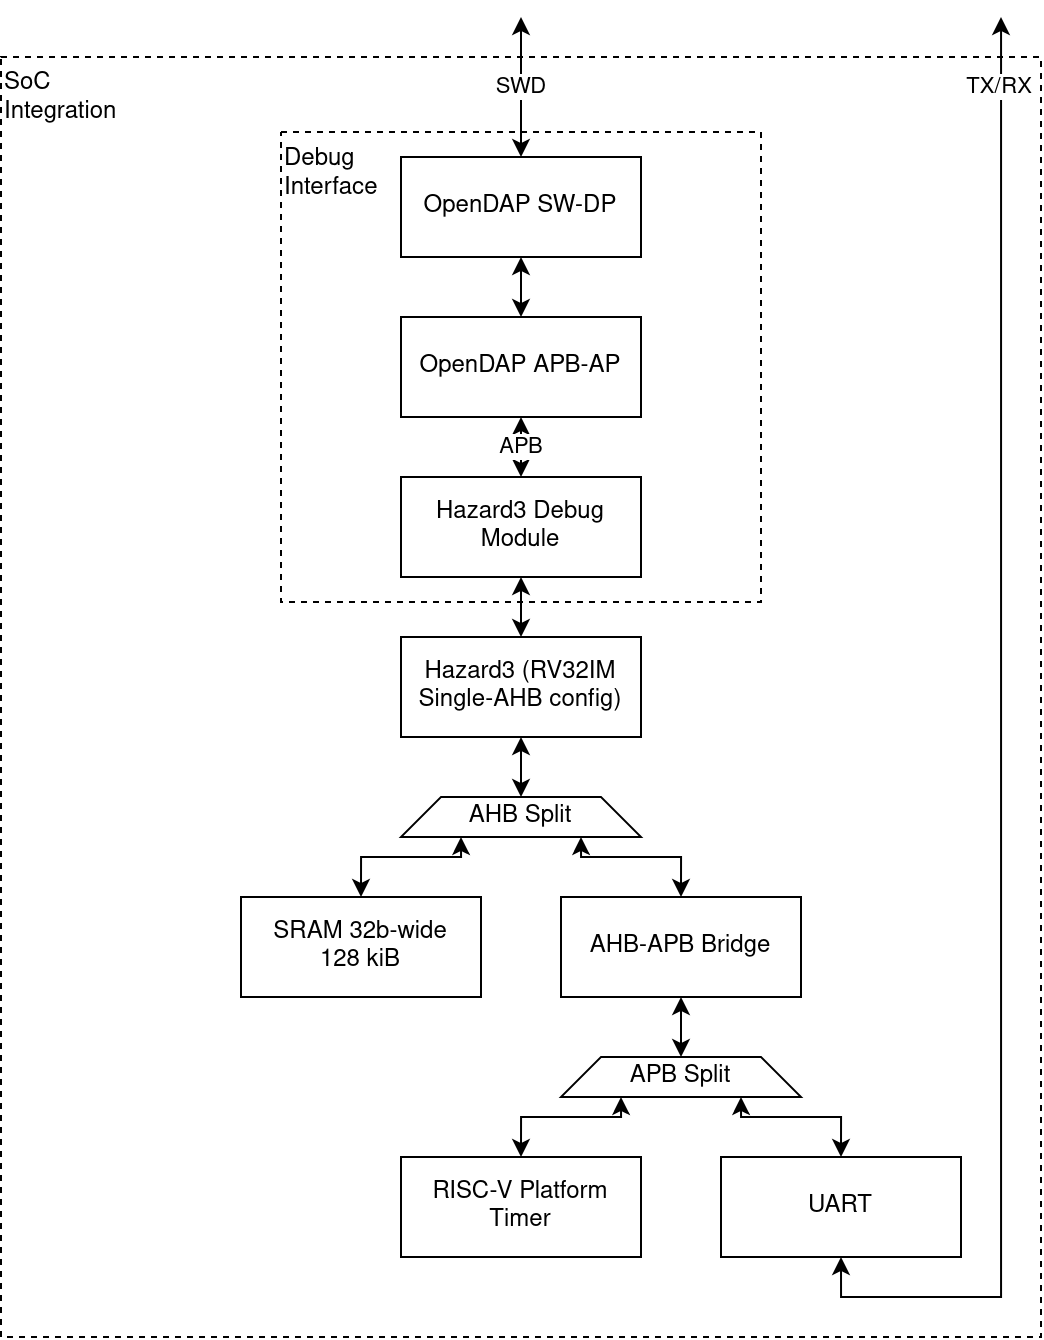 SWD
TX/RX
SoC
Integration
Debug
Interface
OpenDAP SW-DP
OpenDAP APB-AP
APB
Hazard3 Debug
Module
Hazard3 (RV32IM
Single-AHB config)
AHB Split
SRAM 32b-wide
128 kiB
AHB-APB Bridge
APB Split
RISC-V Platform
Timer
UART